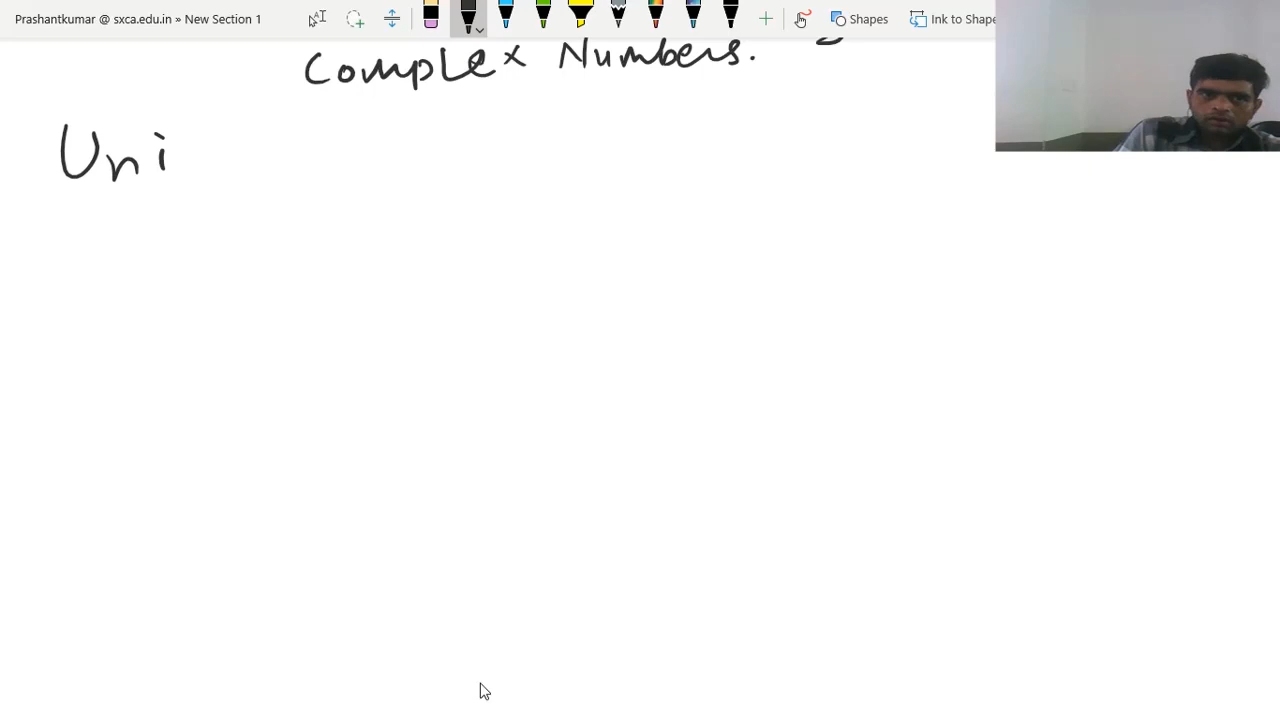 Prashantkumar @ sxca.edu.in » New Section 1
Shapes
Ink to Shape
Complex Numbers.
Uni